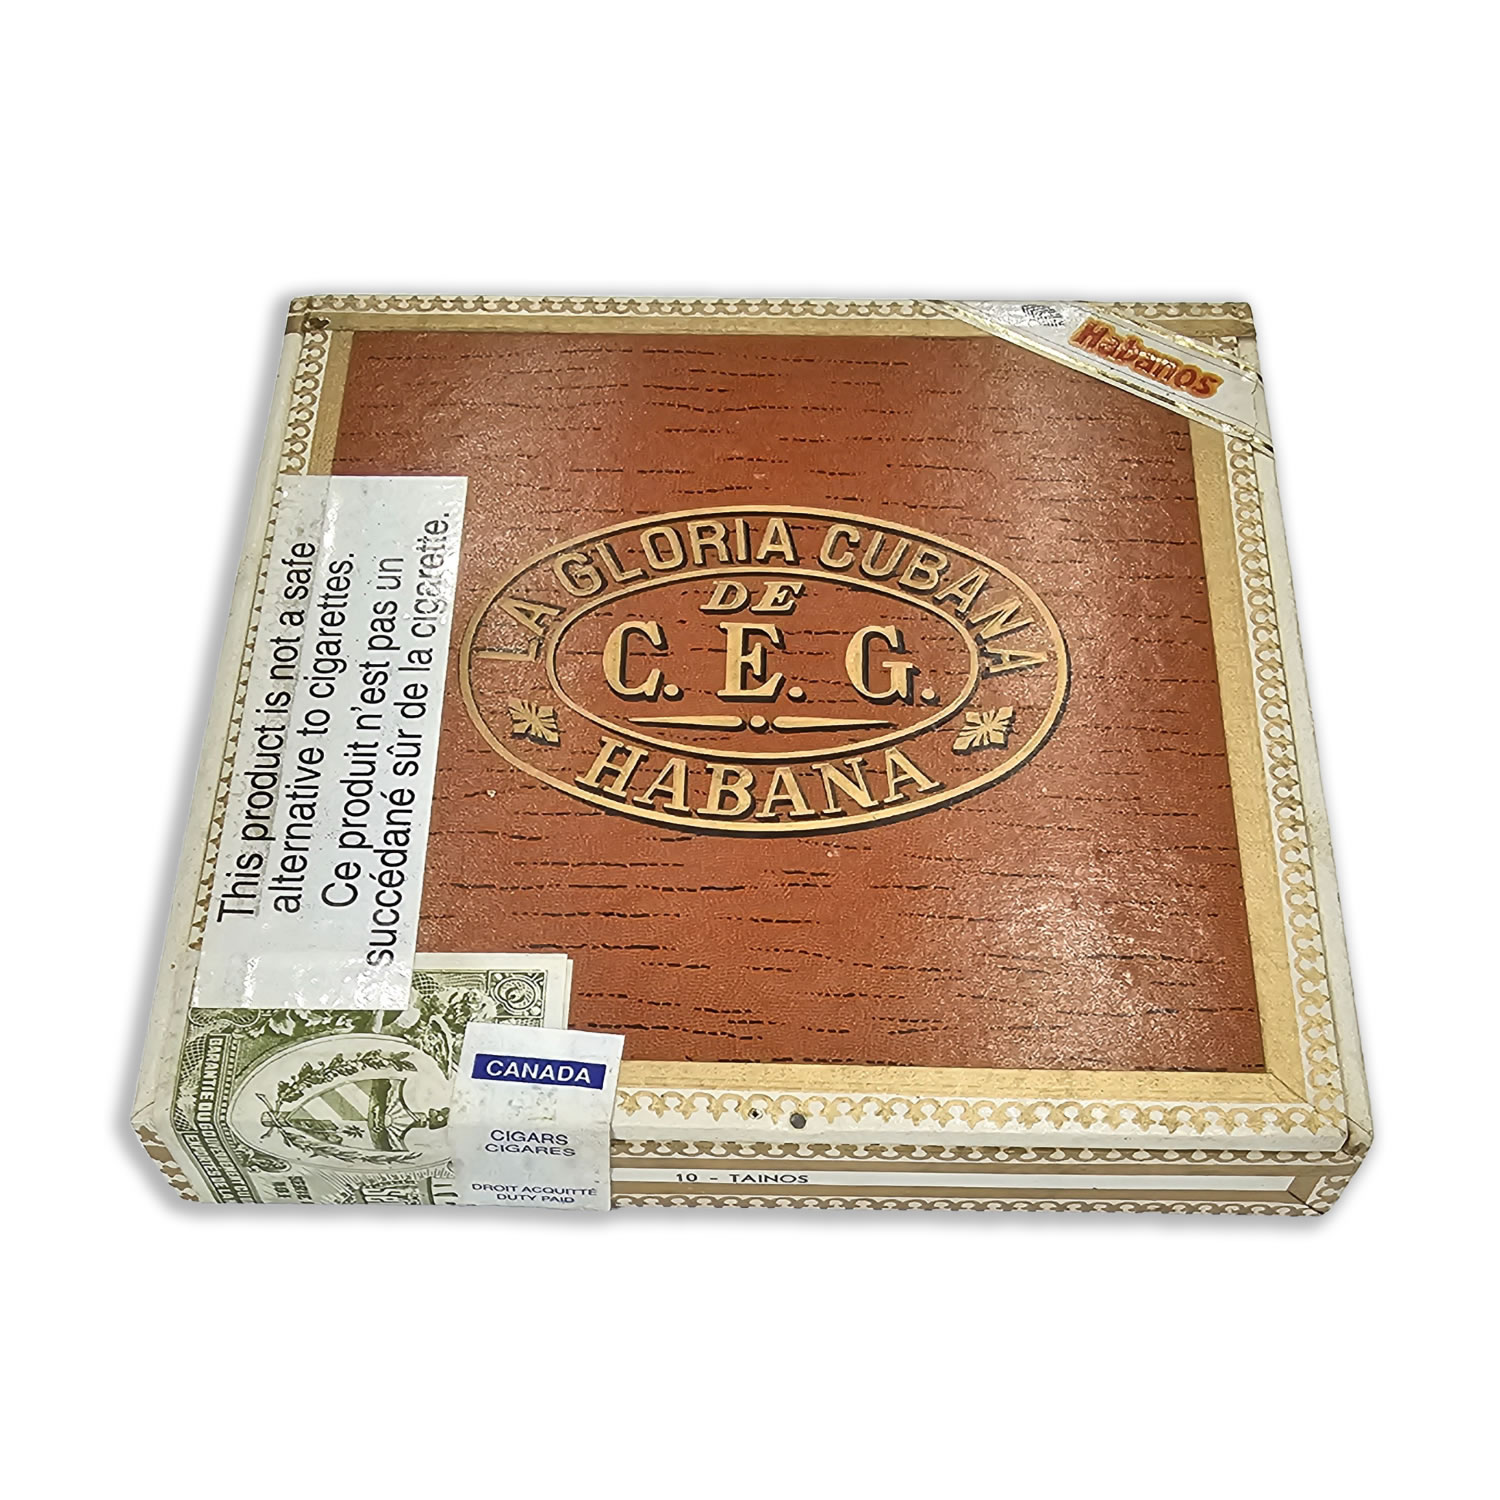 Habanos
LA GLORIA CUBANA
DE
C. E. G.
HABANA
This product is not a safe
alternative to cigarettes.
Ce produit n'est pas un
succédané sûr de la cigarette.
CANADA
CIGARS
CIGARES
DROIT ACQUITTÉ
DUTY PAID
10 - TAINOS